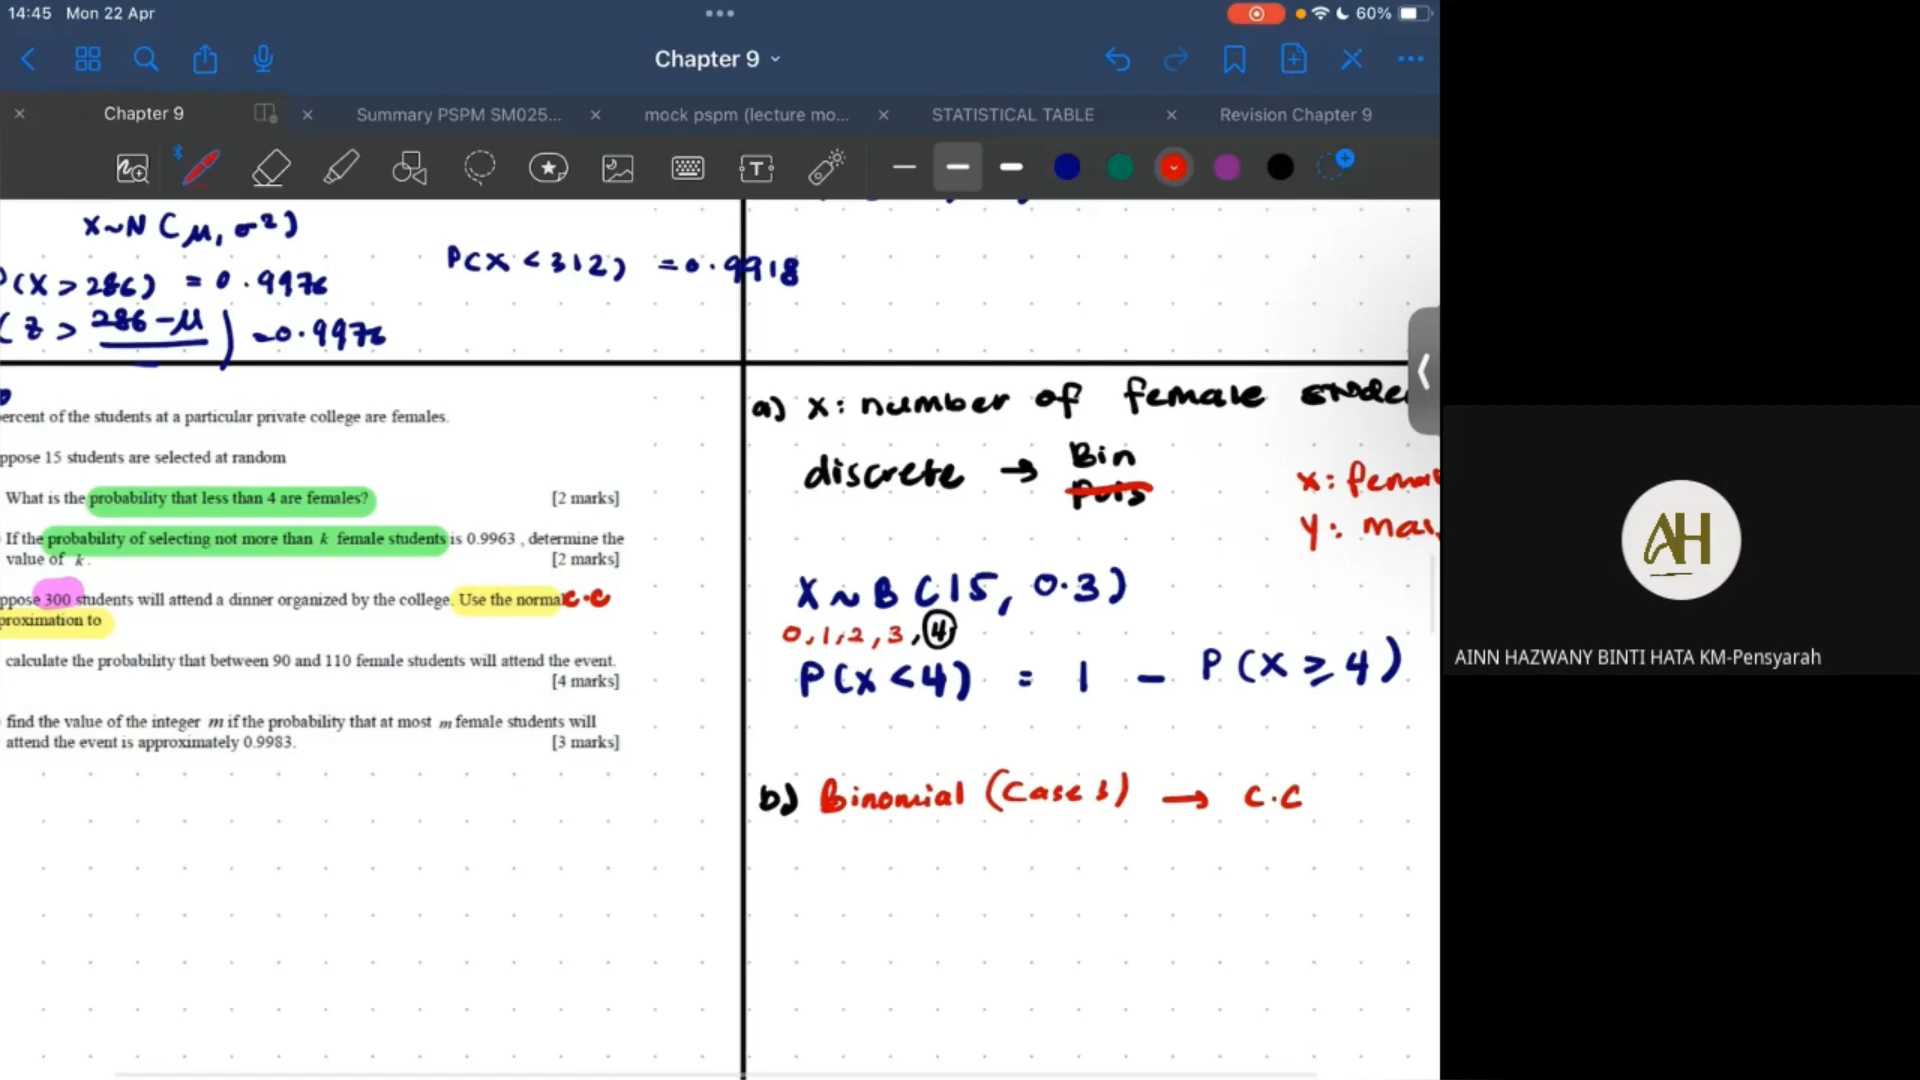 14:45 Mon 22 Apr
60%
Chapter 9
Chapter 9
Summary PSPM SM025...
mock pspm (lecture mo...
STATISTICAL TABLE
Revision Chapter 9
X~N (μ, σ²)
P(X > 286) = 0.9976
P(X < 312) = 0.9918
(Z > 286 - μ) = 0.9976
ercent of the students at a particular private college are females.
ppose 15 students are selected at random
What is the probability that less than 4 are females? [2 marks]
If the probability of selecting not more than k female students is 0.9963 , determine the
value of k. [2 marks]
ppose 300 students will attend a dinner organized by the college. Use the normal c.c
proximation to
calculate the probability that between 90 and 110 female students will attend the event.
[4 marks]
find the value of the integer m if the probability that at most m female students will
attend the event is approximately 0.9983. [3 marks]
a) X: number of female stude
discrete → Bin
Pois
x: fema
y: ma
X ~ B (15, 0.3)
0,1,2,3,4
P(X < 4) = 1 - P(X ≥ 4)
b) Binomial (Case 3) → c.c
AH
AINN HAZWANY BINTI HATA KM-Pensyarah